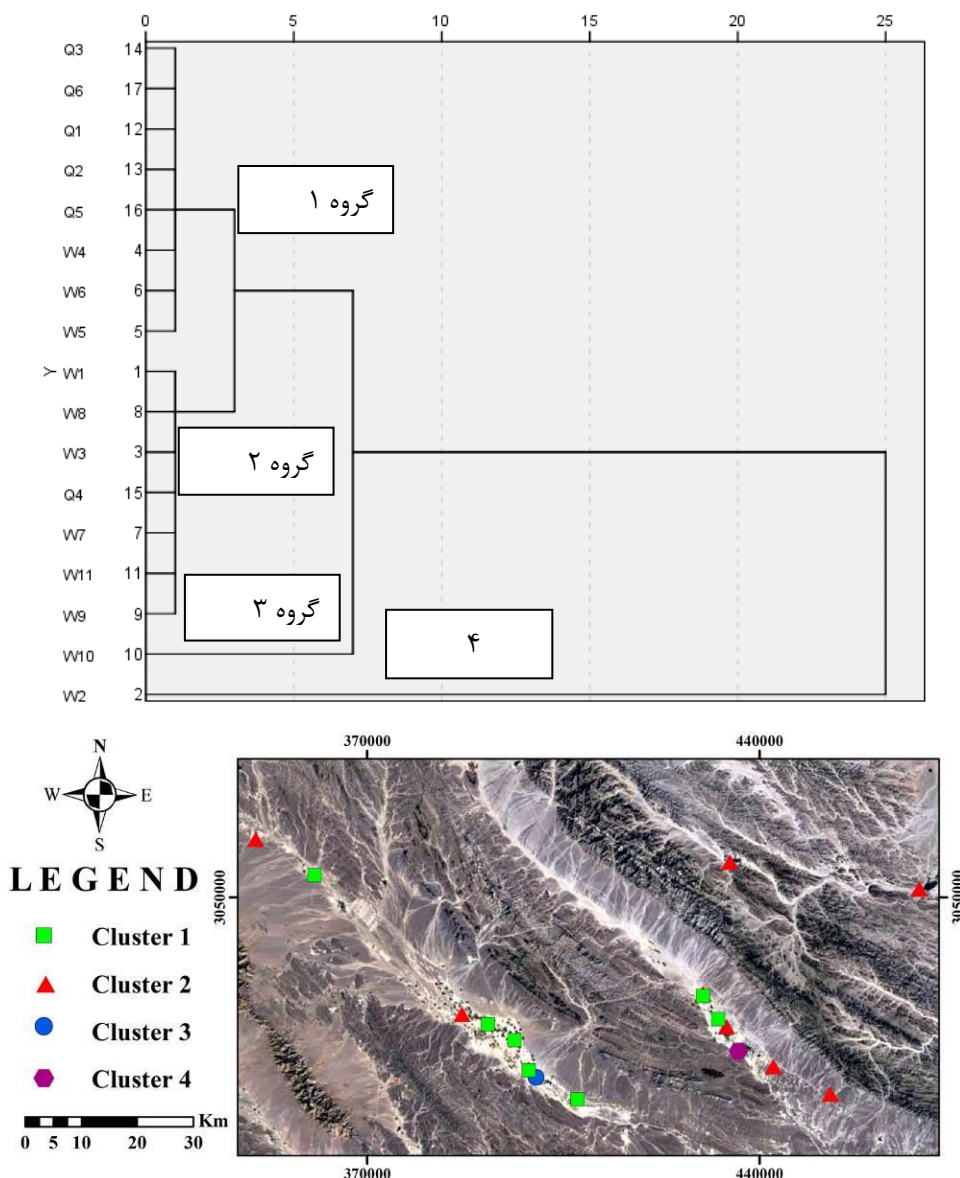 0 5 10 15 20 25
Q3 14
Q6 17
Q1 12
Q2 13
گروه ۱
Q5 16
W4 4
W6 6
W5 5
Y
W1 1
W8 8
W3 3
گروه ۲
Q4 15
W7 7
W11 11
W9 9
گروه ۳
۴
W10 10
W2 2
370000 440000
N
W E
S
LEGEND
Cluster 1
Cluster 2
Cluster 3
Cluster 4
Km
0 5 10 20 30
3050000 3050000
370000 440000